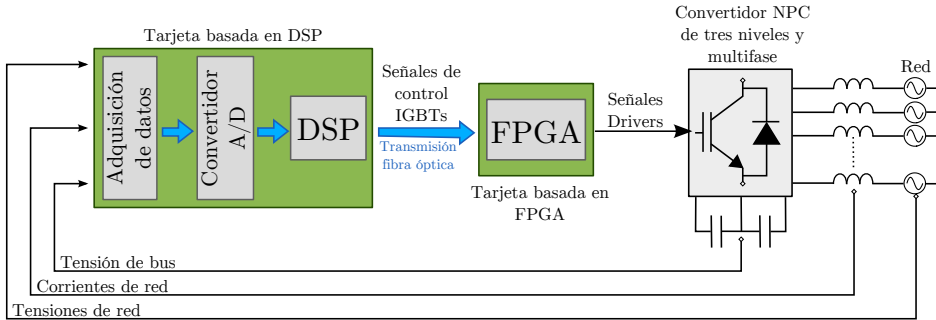 Tarjeta basada en DSP
Adquisición
de datos
Convertidor
A/D
DSP
Señales de
control
IGBTs
Transmisión
fibra óptica
FPGA
Tarjeta basada en
FPGA
Señales
Drivers
Convertidor NPC
de tres niveles y
multifase
Red
Tensión de bus
Corrientes de red
Tensiones de red